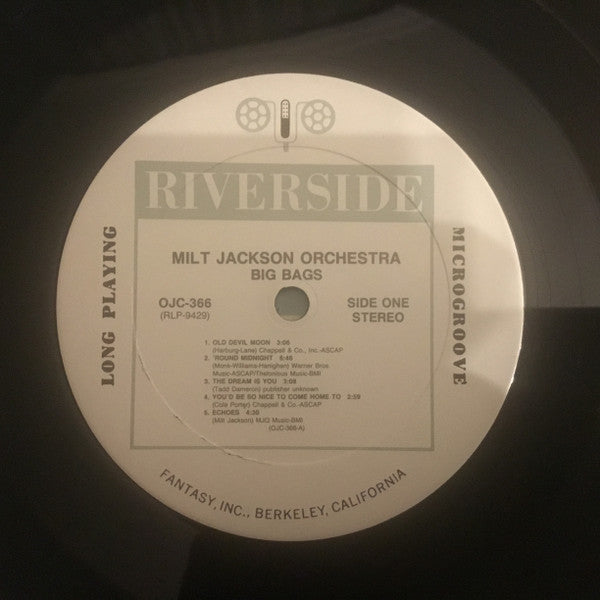 RIVERSIDE
LONG PLAYING
MICROGROOVE
MILT JACKSON ORCHESTRA
BIG BAGS
OJC-366
(RLP-9429)
SIDE ONE
STEREO
1. OLD DEVIL MOON 3:06
(Harburg-Lane) Chappell & Co., Inc.-ASCAP
2. 'ROUND MIDNIGHT 6:46
(Monk-Williams-Hanighen) Warner Bros.
Music-ASCAP/Thelonious Music-BMI
3. THE DREAM IS YOU 3:08
(Tadd Dameron) publisher unknown
4. YOU'D BE SO NICE TO COME HOME TO 2:59
(Cole Porter) Chappell & Co.-ASCAP
5. ECHOES 4:30
(Milt Jackson) MJQ Music-BMI
(OJC-366-A)
FANTASY, INC., BERKELEY, CALIFORNIA